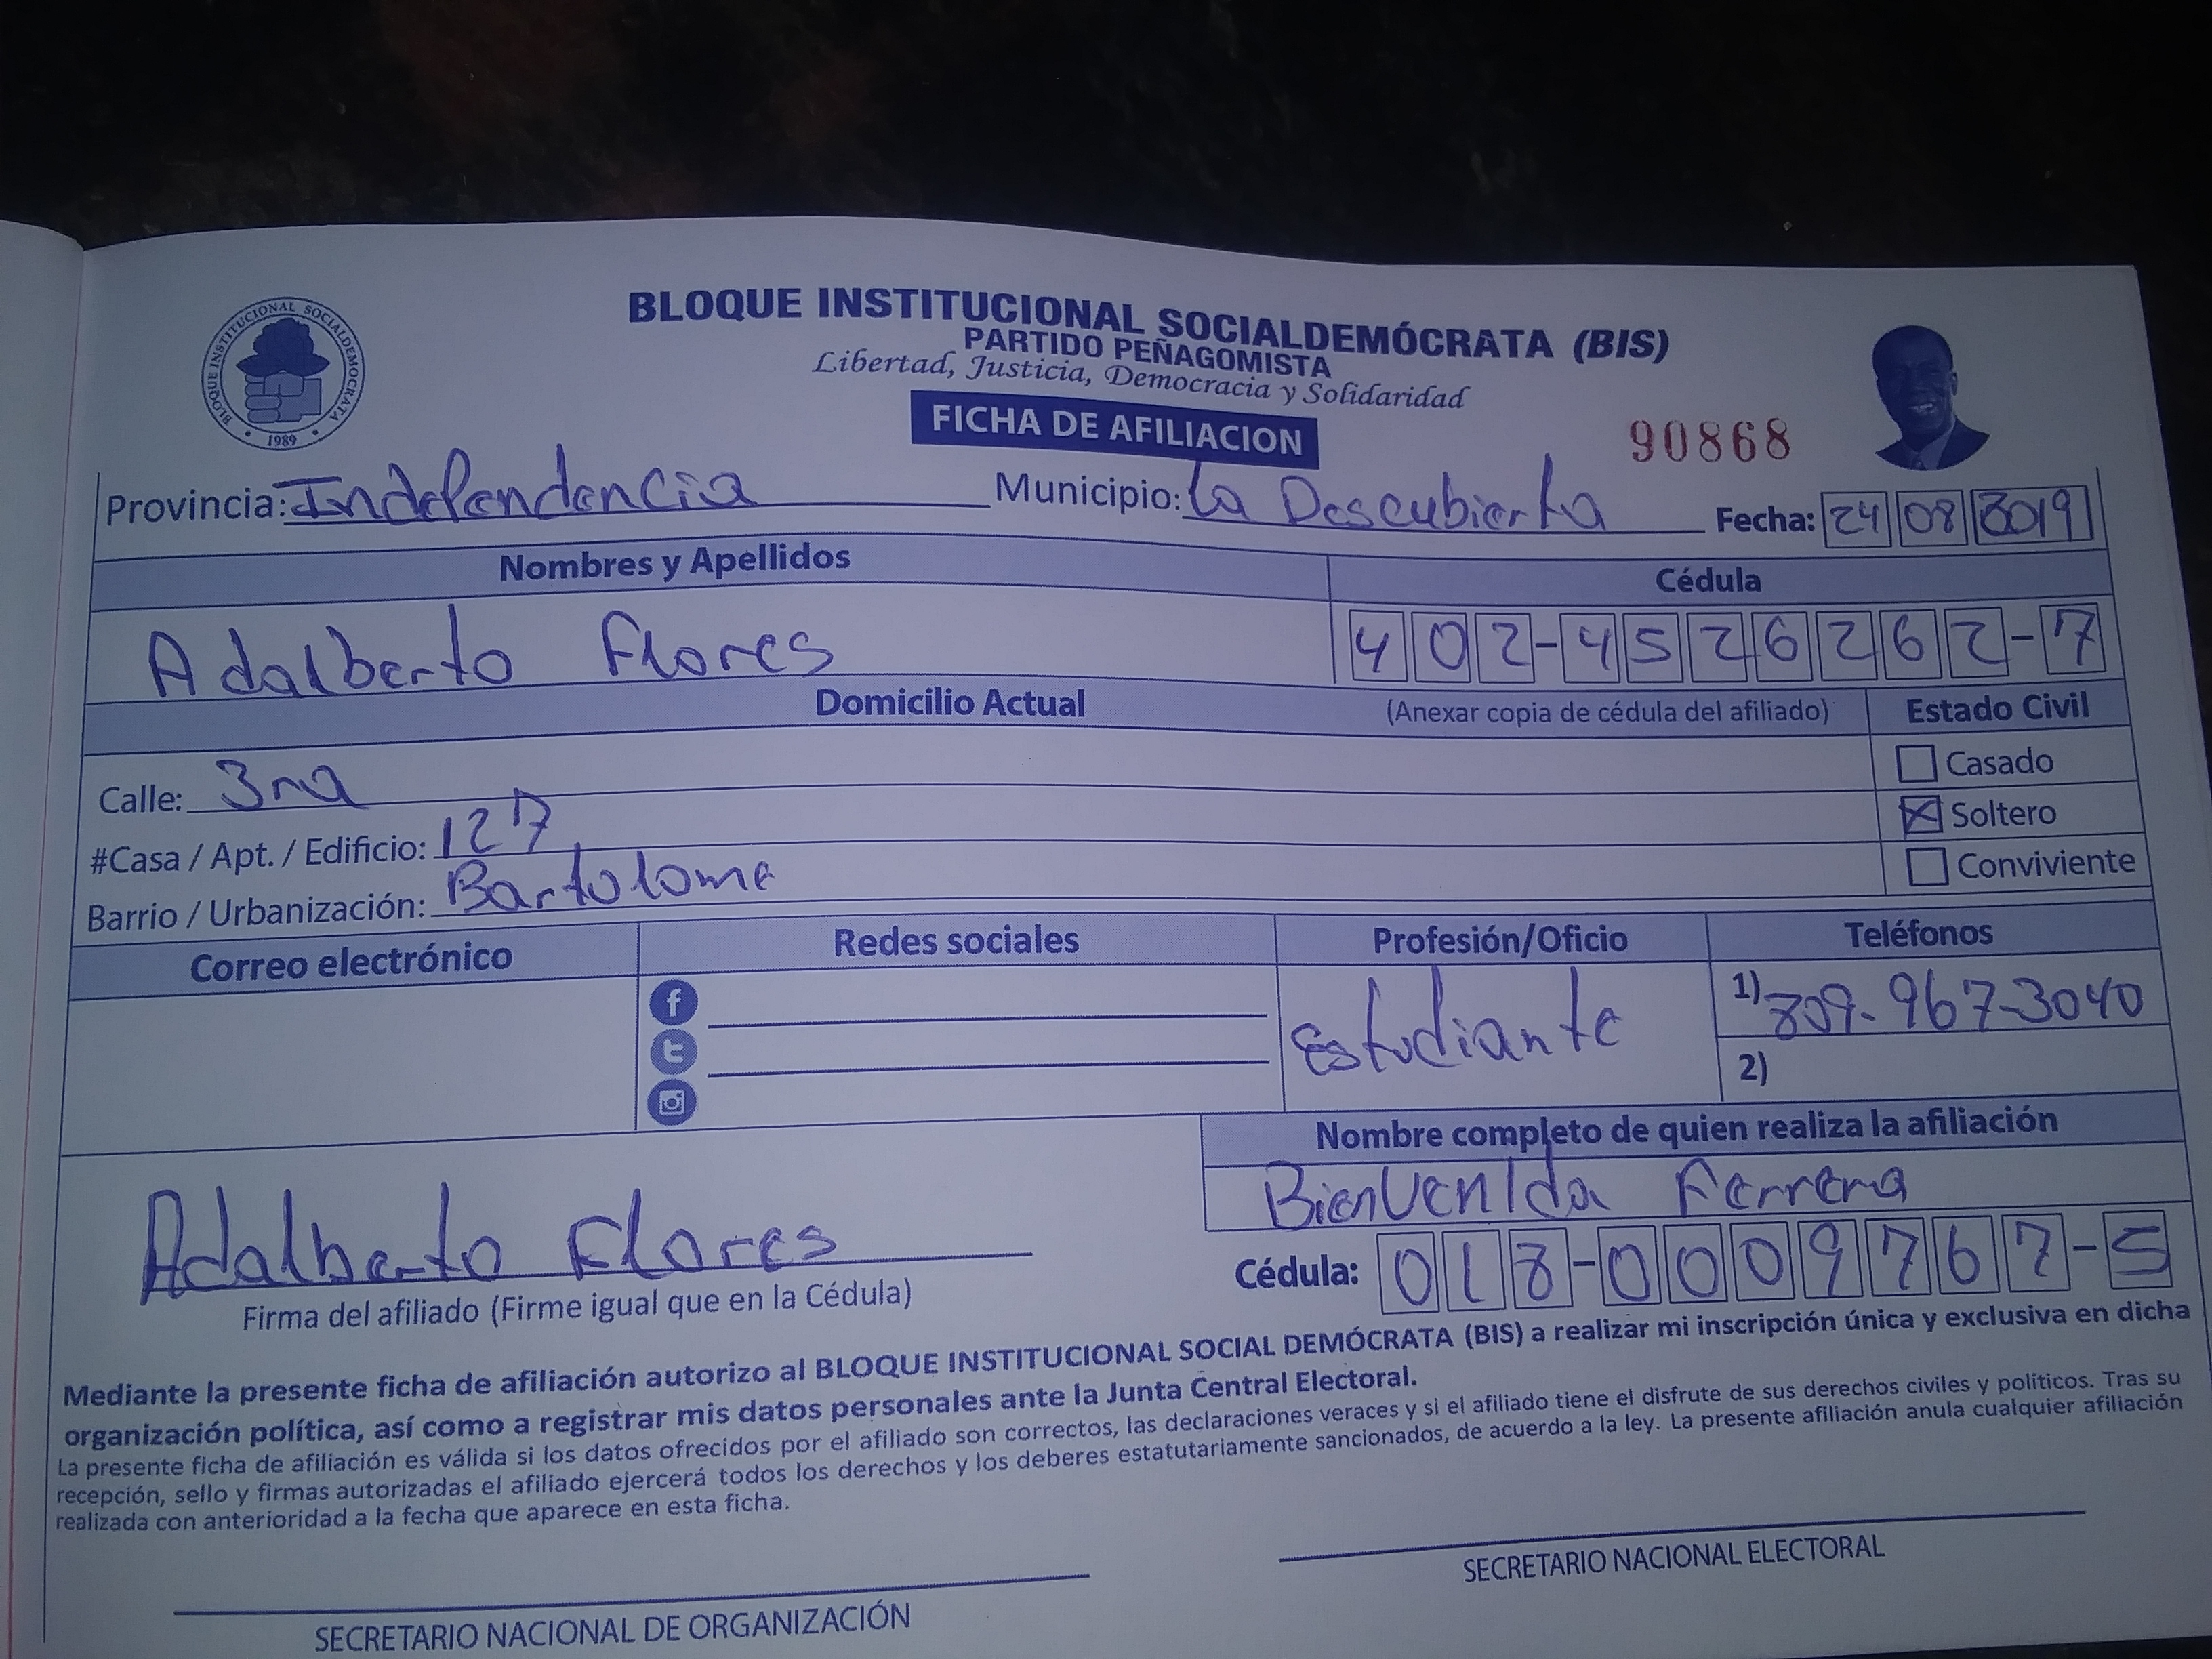 BLOQUE INSTITUCIONAL SOCIALDEMOCRATA
1989
BLOQUE INSTITUCIONAL SOCIALDEMÓCRATA (BIS)
PARTIDO PEÑAGOMISTA
Libertad, Justicia, Democracia y Solidaridad
FICHA DE AFILIACION
90868
Provincia: Independencia Municipio: La Descubierta Fecha: 24 08 2019
Nombres y Apellidos Cédula
Adalberto Flores 402-4526262-7
Domicilio Actual (Anexar copia de cédula del afiliado) Estado Civil
Calle: 3ra Casado
#Casa / Apt. / Edificio: 127 Soltero
Barrio / Urbanización: Bartolome Conviviente
Correo electrónico Redes sociales Profesión/Oficio Teléfonos
Estudiante 1) 809-967-3040
2)
Nombre completo de quien realiza la afiliación
Bienvenida Ferrera
Adalberto Flores
Cédula: 018-0009767-5
Firma del afiliado (Firme igual que en la Cédula)
Mediante la presente ficha de afiliación autorizo al BLOQUE INSTITUCIONAL SOCIAL DEMÓCRATA (BIS) a realizar mi inscripción única y exclusiva en dicha
organización política, así como a registrar mis datos personales ante la Junta Central Electoral.
La presente ficha de afiliación es válida si los datos ofrecidos por el afiliado son correctos, las declaraciones veraces y si el afiliado tiene el disfrute de sus derechos civiles y políticos. Tras su
recepción, sello y firmas autorizadas el afiliado ejercerá todos los derechos y los deberes estatutariamente sancionados, de acuerdo a la ley. La presente afiliación anula cualquier afiliación
realizada con anterioridad a la fecha que aparece en esta ficha.
SECRETARIO NACIONAL DE ORGANIZACIÓN
SECRETARIO NACIONAL ELECTORAL